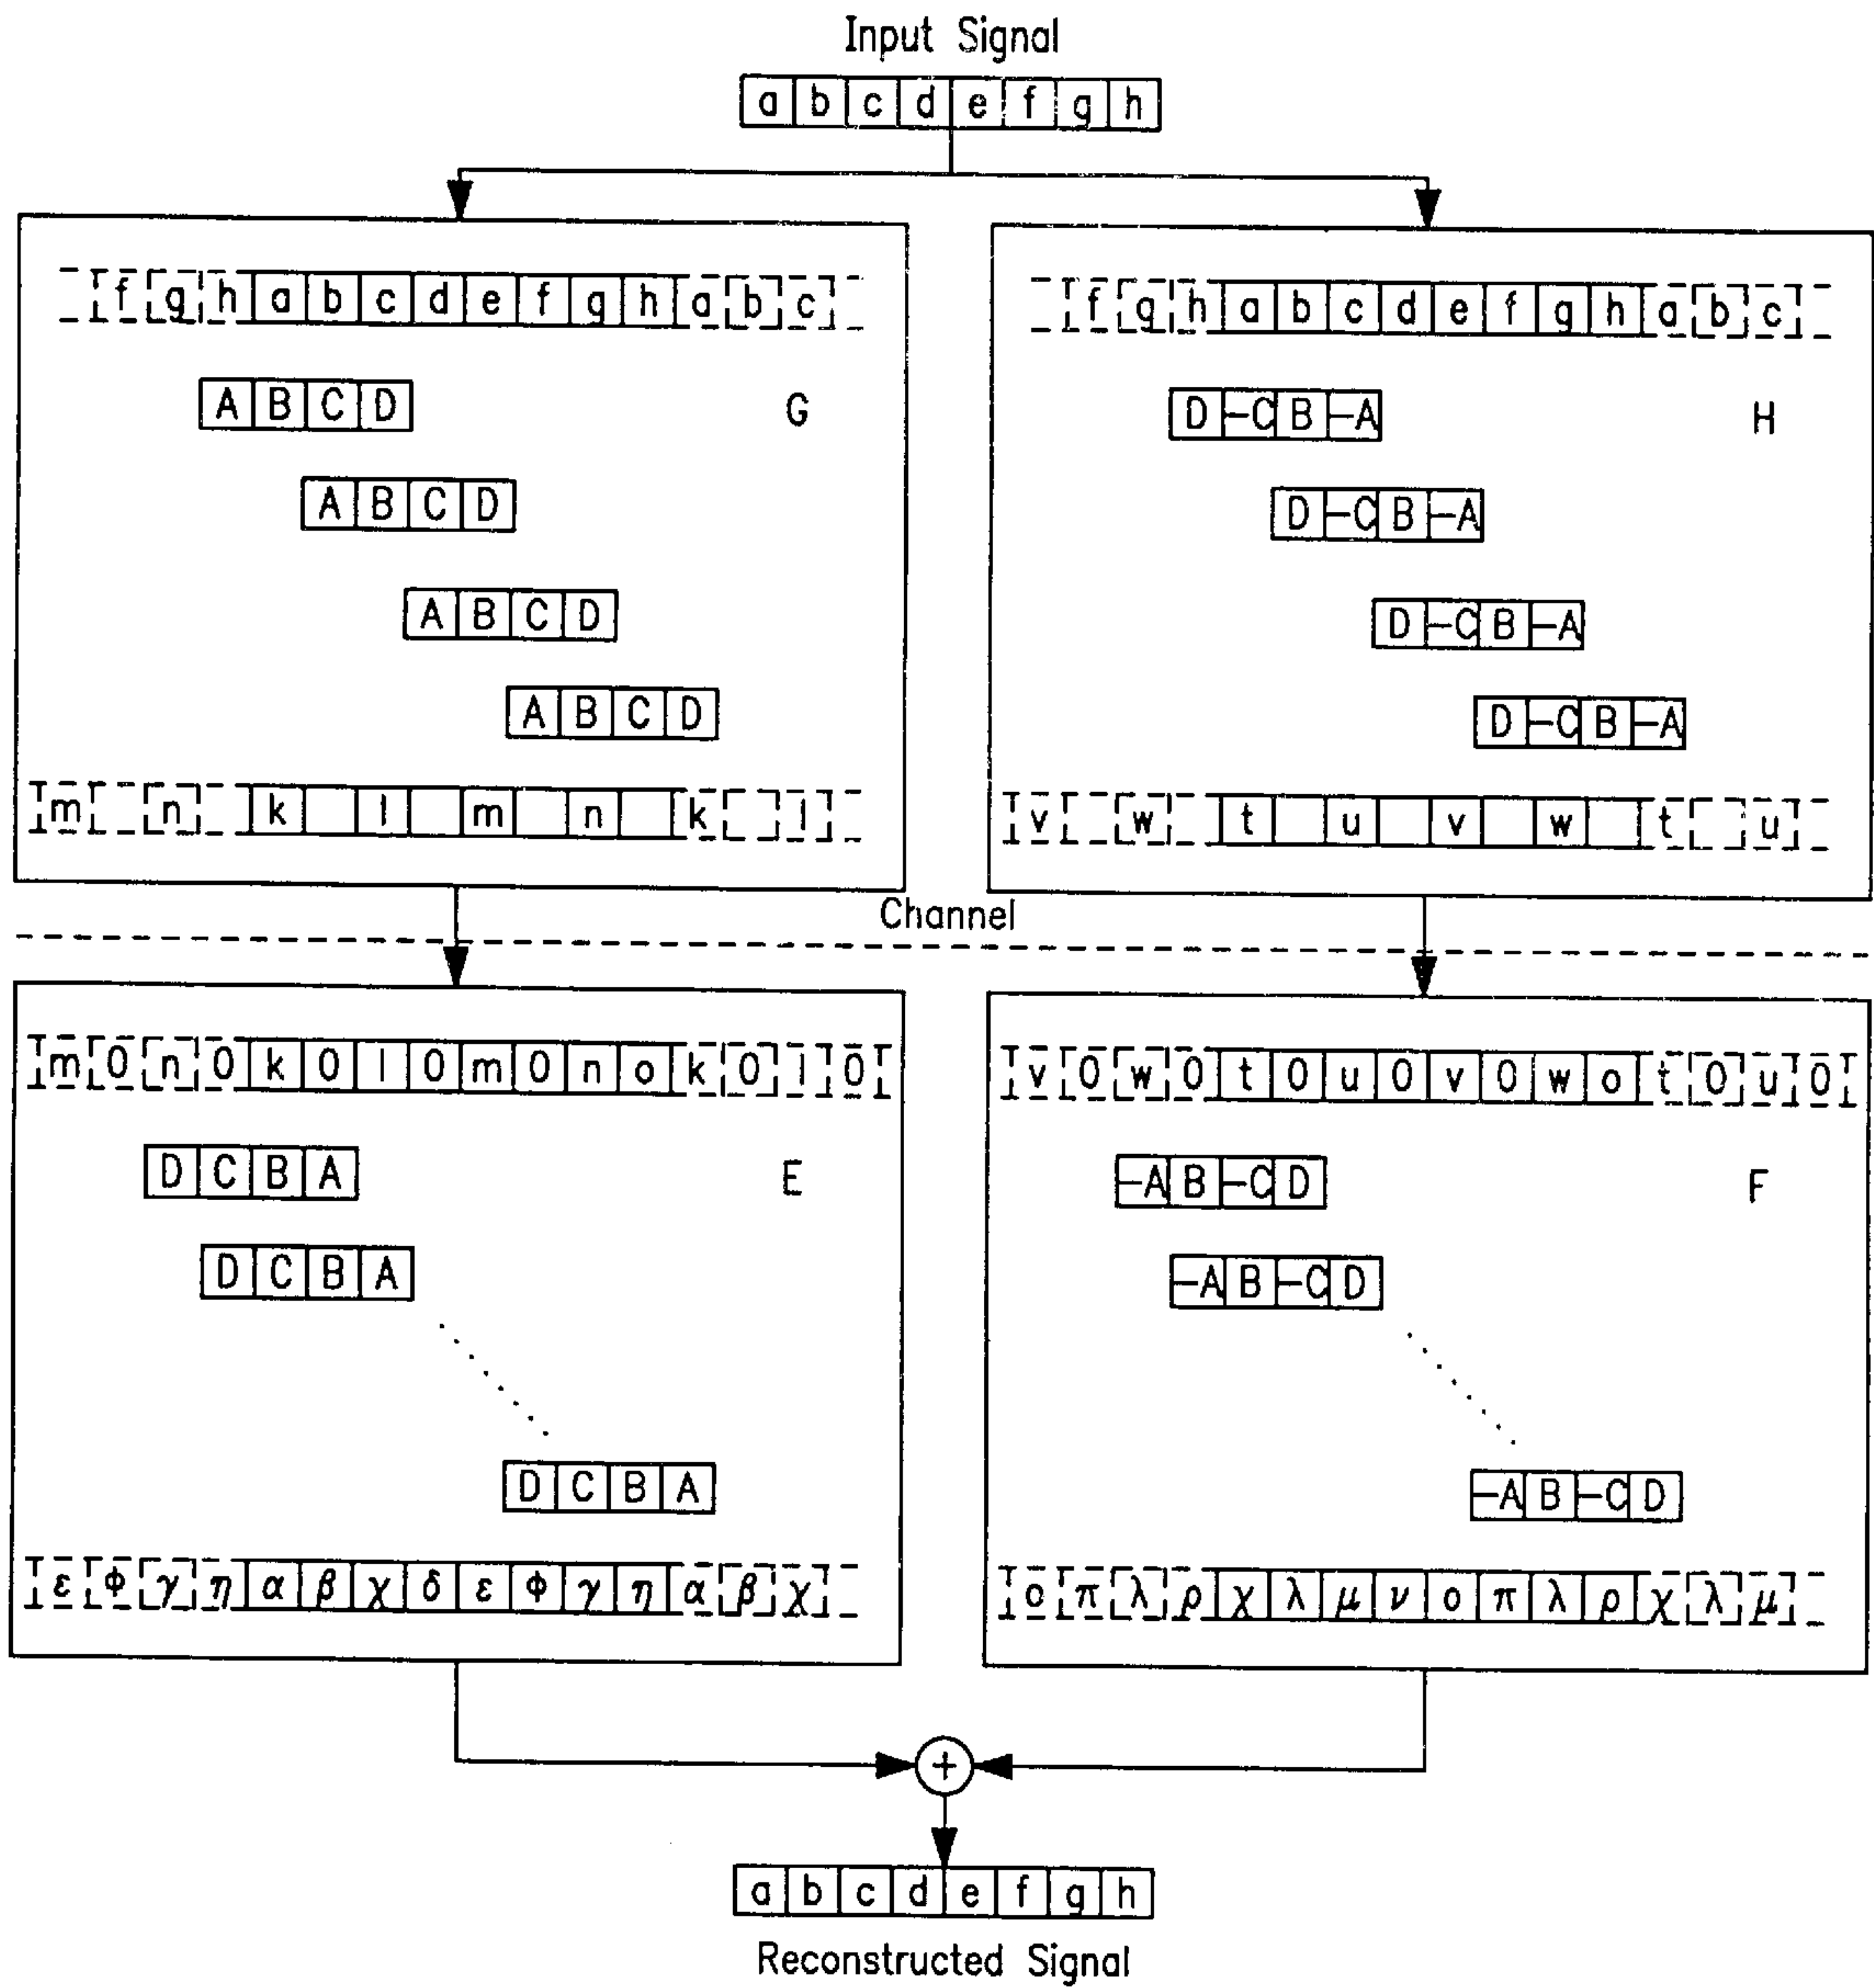 Input Signal
a b c d e f g h
f g h a b c d e f g h a b c
A B C D
G
A B C D
A B C D
A B C D
m n k l m n k l
f g h a b c d e f g h a b c
D -C B -A
H
D -C B -A
D -C B -A
D -C B -A
v w t u v w t u
Channel
m 0 n 0 k 0 l 0 m 0 n o k 0 l 0
D C B A
E
D C B A
D C B A
ε Φ γ η α β χ δ ε Φ γ η α β χ
v 0 w 0 t 0 u 0 v 0 w o t 0 u 0
-A B -C D
F
-A B -C D
-A B -C D
o π λ ρ χ λ μ ν o π λ ρ χ λ μ
+
a b c d e f g h
Reconstructed Signal